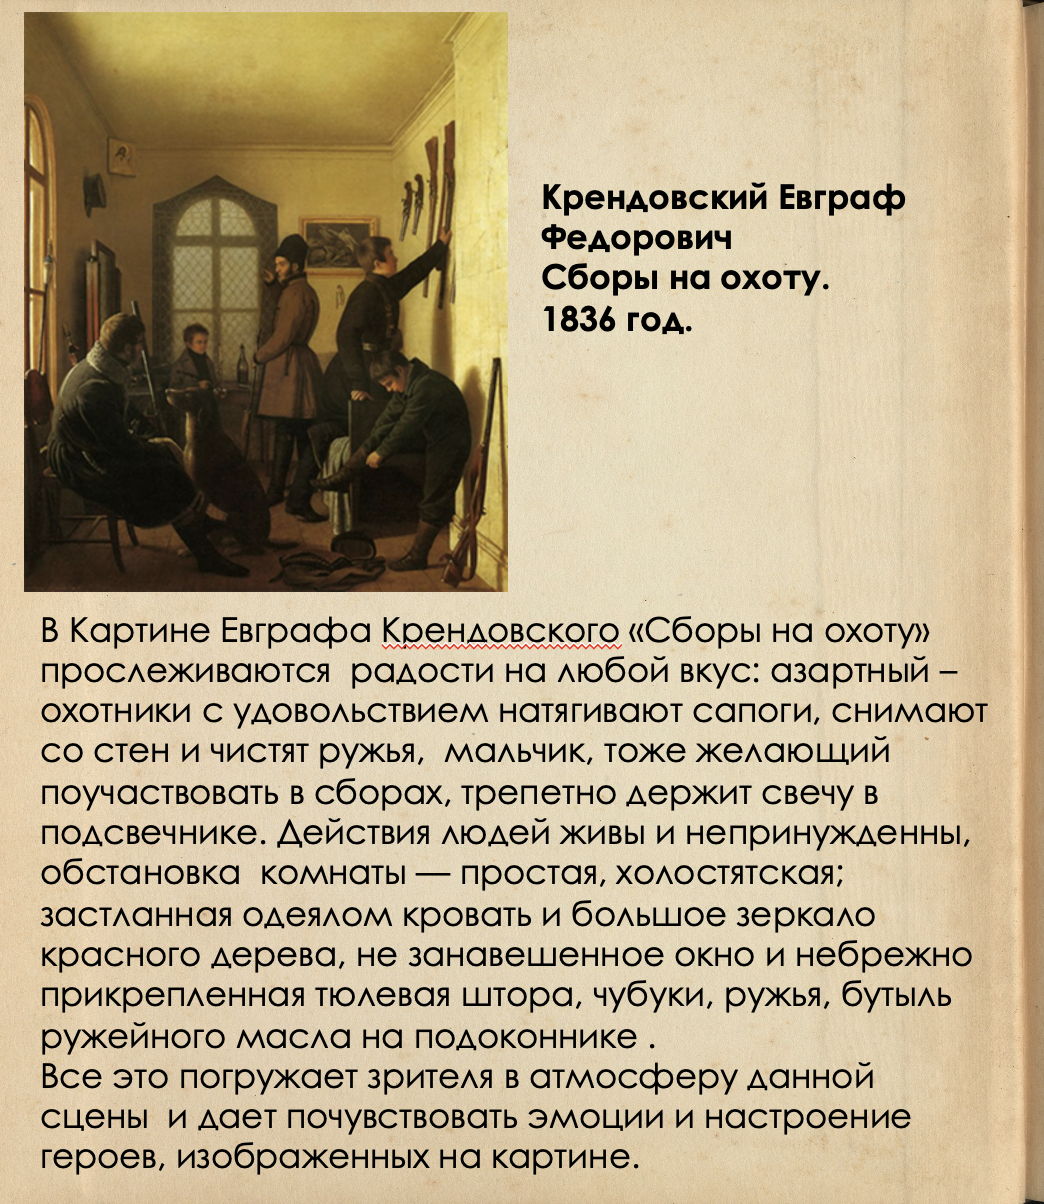 Крендовский Евграф
Федорович
Сборы на охоту.
1836 год.
В Картине Евграфа Крендовского «Сборы на охоту»
прослеживаются  радости на любой вкус: азартный –
охотники с удовольствием натягивают сапоги, снимают
со стен и чистят ружья,  мальчик, тоже желающий
поучаствовать в сборах, трепетно держит свечу в
подсвечнике. Действия людей живы и непринужденны,
обстановка  комнаты — простая, холостятская;
застланная одеялом кровать и большое зеркало
красного дерева, не занавешенное окно и небрежно
прикрепленная тюлевая штора, чубуки, ружья, бутыль
ружейного масла на подоконнике .
Все это погружает зрителя в атмосферу данной
сцены  и дает почувствовать эмоции и настроение
героев, изображенных на картине.